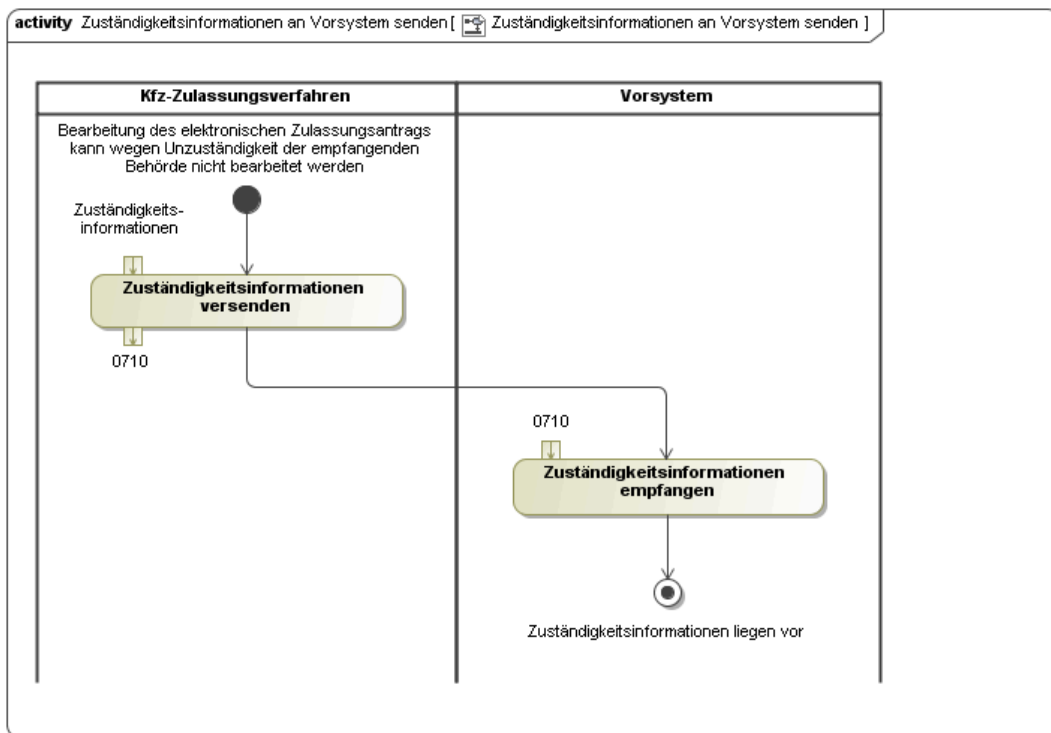 activity Zuständigkeitsinformationen an Vorsystem senden [ Zuständigkeitsinformationen an Vorsystem senden ]
Kfz-Zulassungsverfahren
Vorsystem
Bearbeitung des elektronischen Zulassungsantrags
kann wegen Unzuständigkeit der empfangenden
Behörde nicht bearbeitet werden
Zuständigkeits-
informationen
Zuständigkeitsinformationen
versenden
0710
0710
Zuständigkeitsinformationen
empfangen
Zuständigkeitsinformationen liegen vor